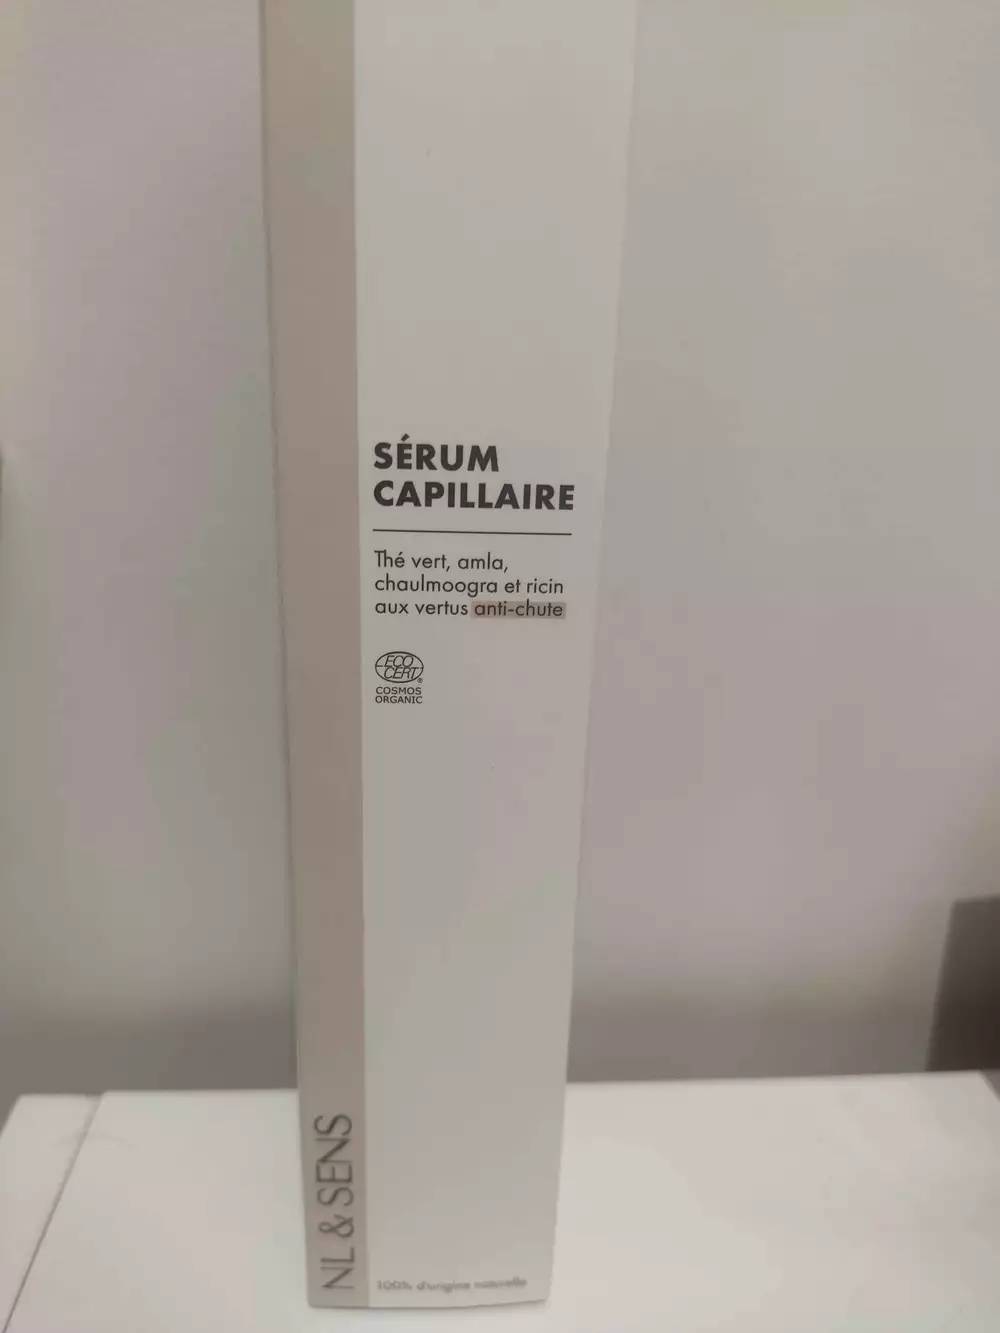 SÉRUM
CAPILLAIRE
Thé vert, amla,
chaulmoogra et ricin
aux vertus anti-chute
ECO
CERT®
COSMOS
ORGANIC
NL & SENS
100% d'origine naturelle